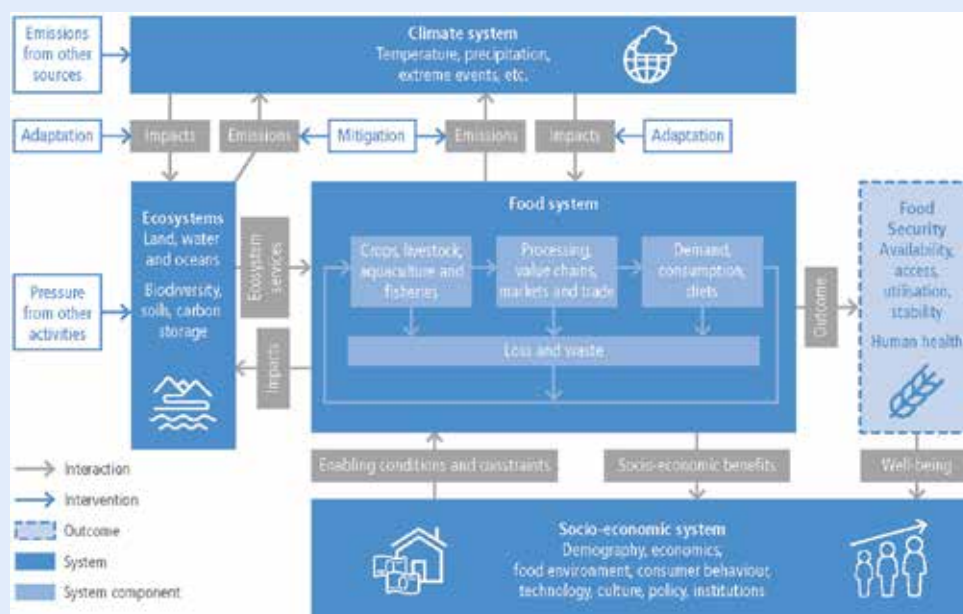 Emissions
from other
sources
Climate system
Temperature, precipitation,
extreme events, etc.
Adaptation
Impacts
Emissions
Mitigation
Emissions
Impacts
Adaptation
Ecosystems
Land, water
and oceans
Biodiversity,
soils, carbon
storage
Pressure
from other
activities
Ecosystem
services
Impacts
Food system
Crops, livestock,
aquaculture and
fisheries
Processing,
value chains,
markets and trade
Demand,
consumption,
diets
Loss and waste
Outcome
Food
Security
Availability,
access,
utilisation,
stability
Human health
Enabling conditions and constraints
Socio-economic benefits
Well-being
Interaction
Intervention
Outcome
System
System component
Socio-economic system
Demography, economics,
food environment, consumer behaviour,
technology, culture, policy, institutions